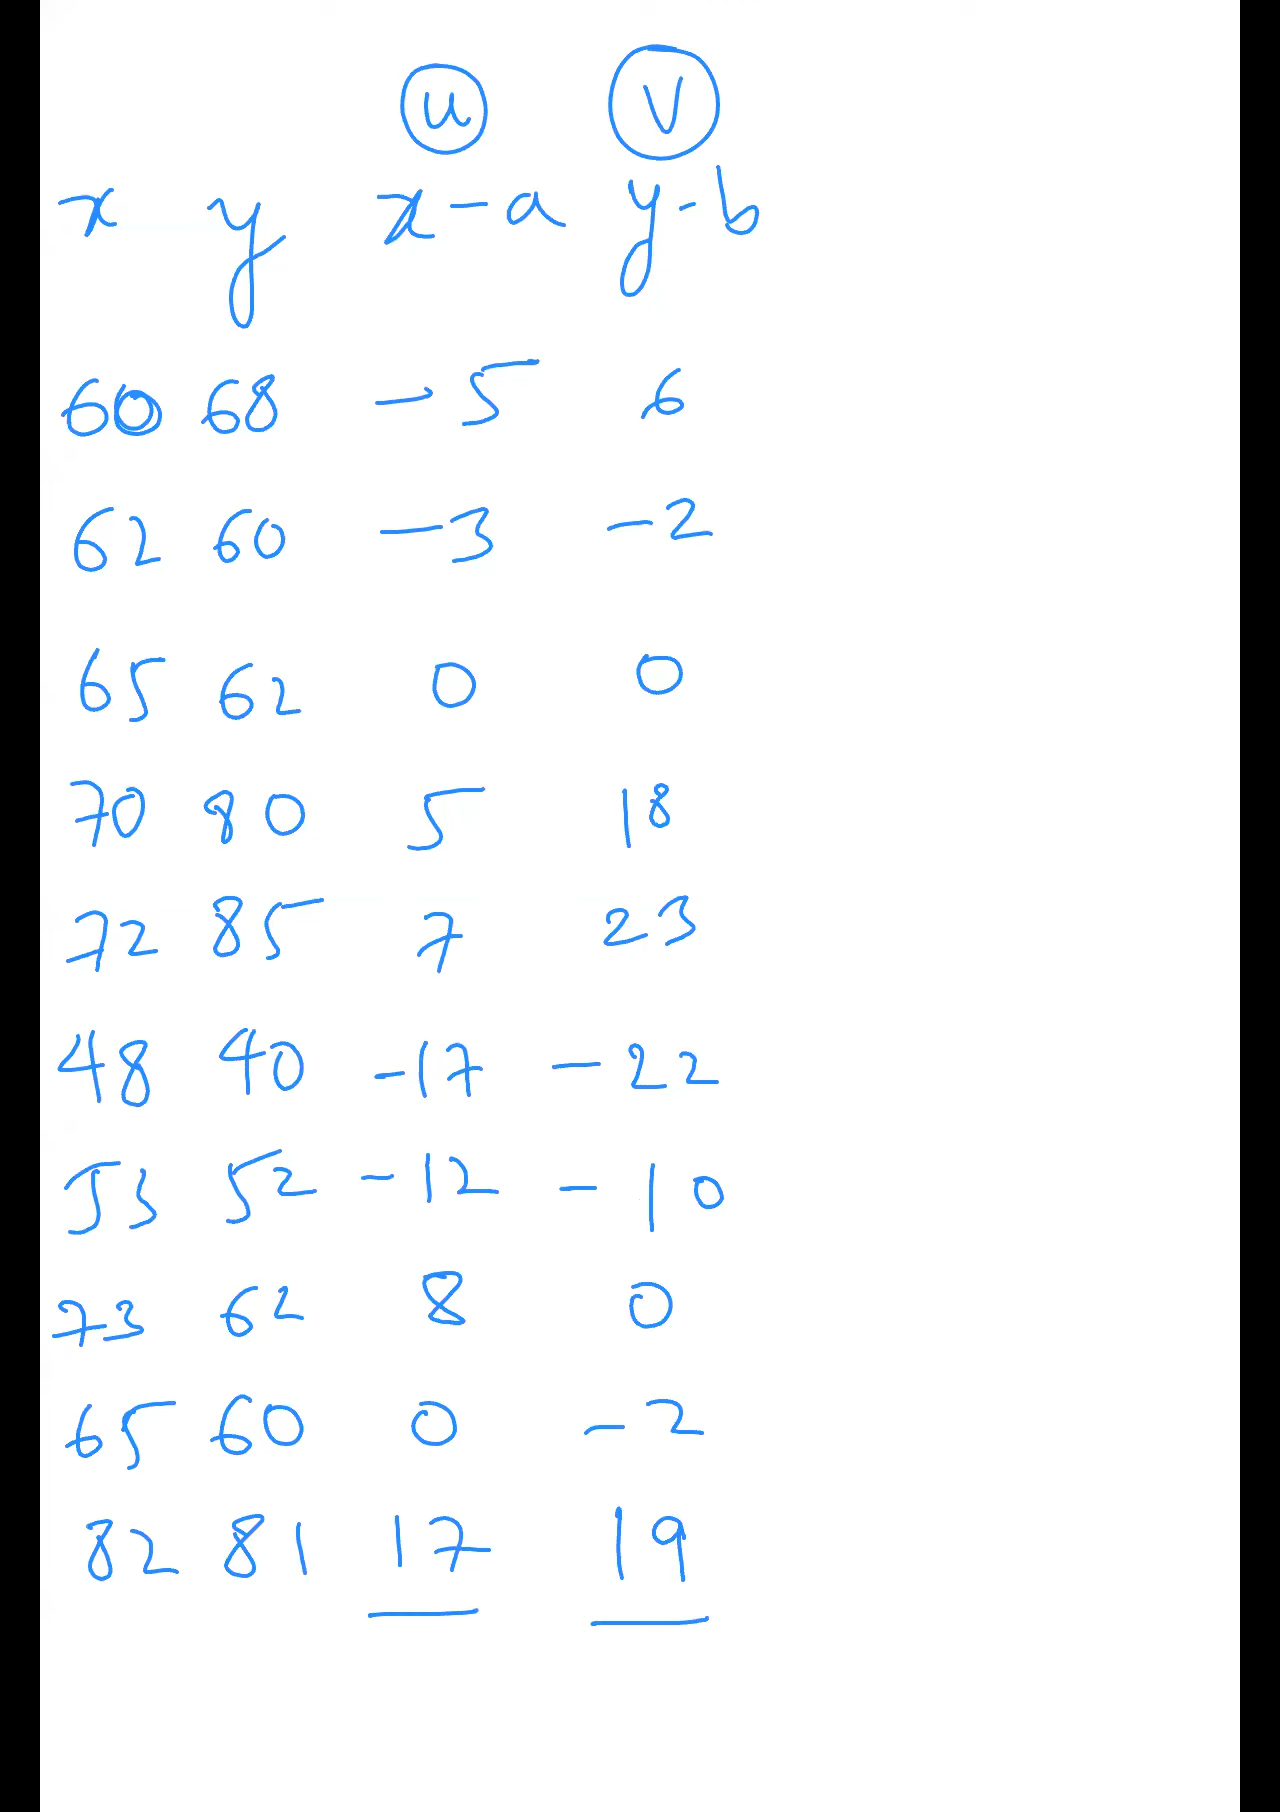 u v
x y x-a y-b
60 68 -5 6
62 60 -3 -2
65 62 0 0
70 80 5 18
72 85 7 23
48 40 -17 -22
53 52 -12 -10
73 62 8 0
65 60 0 -2
82 81 17 19